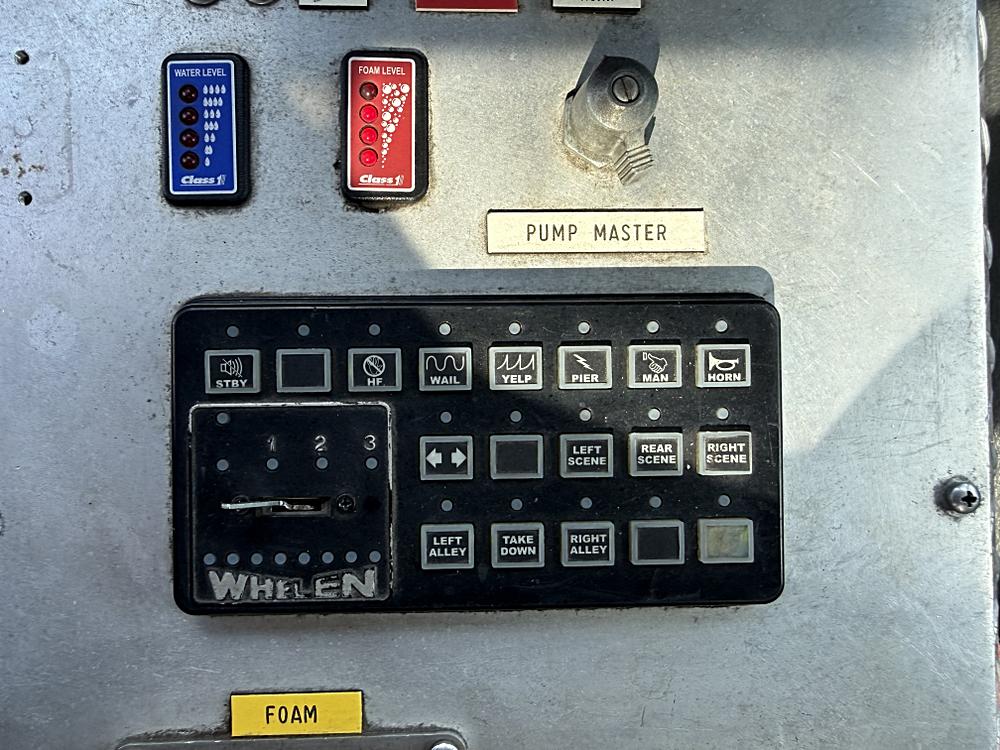 WATER LEVEL
Class 1
FOAM LEVEL
Class 1
PUMP MASTER
STBY
HF
WAIL
YELP
PIER
MAN
HORN
1 2 3
LEFT
SCENE
REAR
SCENE
RIGHT
SCENE
LEFT
ALLEY
TAKE
DOWN
RIGHT
ALLEY
WHELEN
FOAM